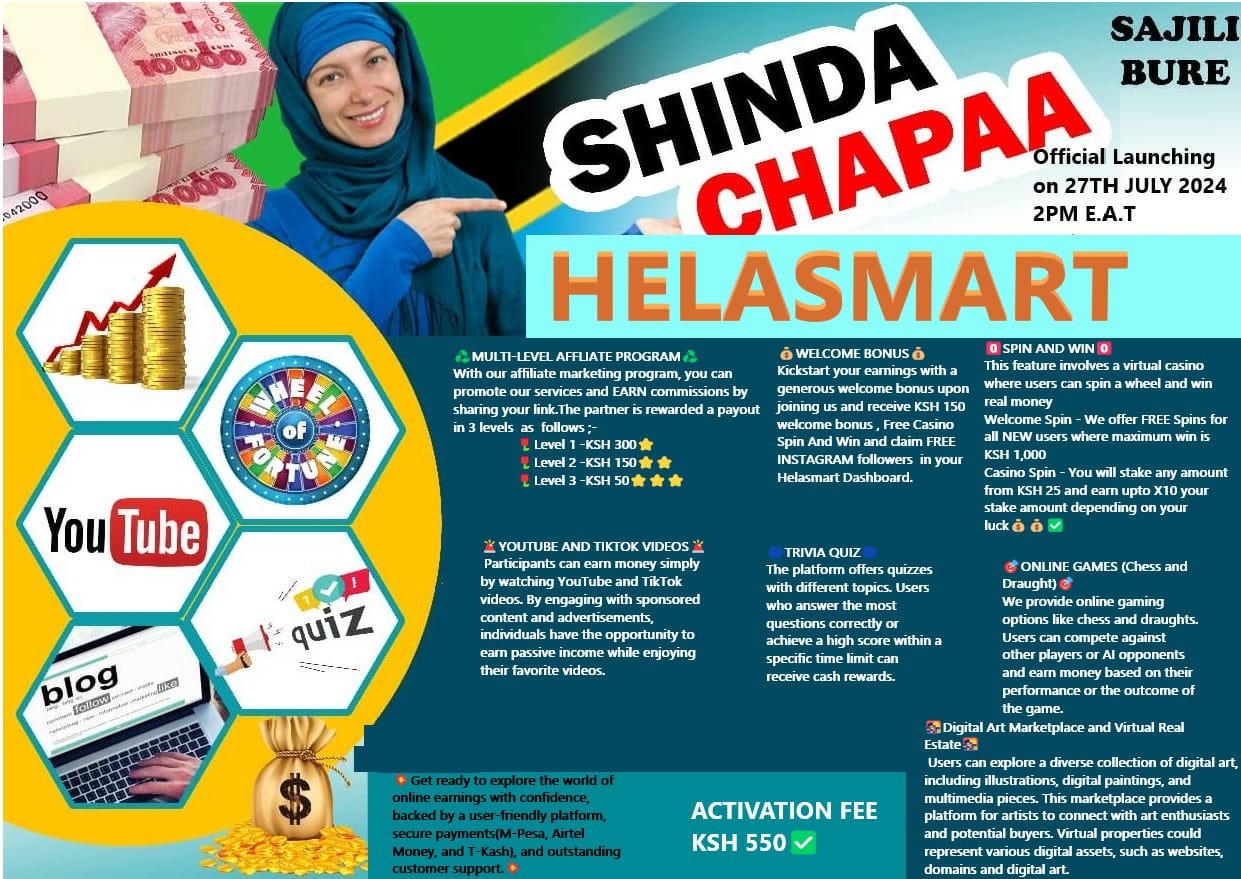 SAJILI
BURE
SHINDA
CHAPAA
Official Launching
on 27TH JULY 2024
2PM E.A.T
HELASMART
10000
0000
042000
WHEEL
of
FORTUNE
YouTube
quiz
?
!
blog
comment
follow
like
♻MULTI-LEVEL AFFLIATE PROGRAM♻
With our affiliate marketing program, you can
promote our services and EARN commissions by
sharing your link.The partner is rewarded a payout
in 3 levels as follows ;-
🌹Level 1 -KSH 300⭐
🌹Level 2 -KSH 150⭐⭐
🌹Level 3 -KSH 50⭐⭐⭐
💰WELCOME BONUS💰
Kickstart your earnings with a
generous welcome bonus upon
joining us and receive KSH 150
welcome bonus , Free Casino
Spin And Win and claim FREE
INSTAGRAM followers in your
Helasmart Dashboard.
0 SPIN AND WIN 0
This feature involves a virtual casino
where users can spin a wheel and win
real money
Welcome Spin - We offer FREE Spins for
all NEW users where maximum win is
KSH 1,000
Casino Spin - You will stake any amount
from KSH 25 and earn upto X10 your
stake amount depending on your
luck💰💰✅
🚨YOUTUBE AND TIKTOK VIDEOS🚨
Participants can earn money simply
by watching YouTube and TikTok
videos. By engaging with sponsored
content and advertisements,
individuals have the opportunity to
earn passive income while enjoying
their favorite videos.
TRIVIA QUIZ
The platform offers quizzes
with different topics. Users
who answer the most
questions correctly or
achieve a high score within a
specific time limit can
receive cash rewards.
🎯ONLINE GAMES (Chess and
Draught)🎯
We provide online gaming
options like chess and draughts.
Users can compete against
other players or AI opponents
and earn money based on their
performance or the outcome of
the game.
Digital Art Marketplace and Virtual Real
Estate
Users can explore a diverse collection of digital art,
including illustrations, digital paintings, and
multimedia pieces. This marketplace provides a
platform for artists to connect with art enthusiasts
and potential buyers. Virtual properties could
represent various digital assets, such as websites,
domains and digital art.
Get ready to explore the world of
online earnings with confidence,
backed by a user-friendly platform,
secure payments(M-Pesa, Airtel
Money, and T-Kash), and outstanding
customer support.
ACTIVATION FEE
KSH 550✅
$